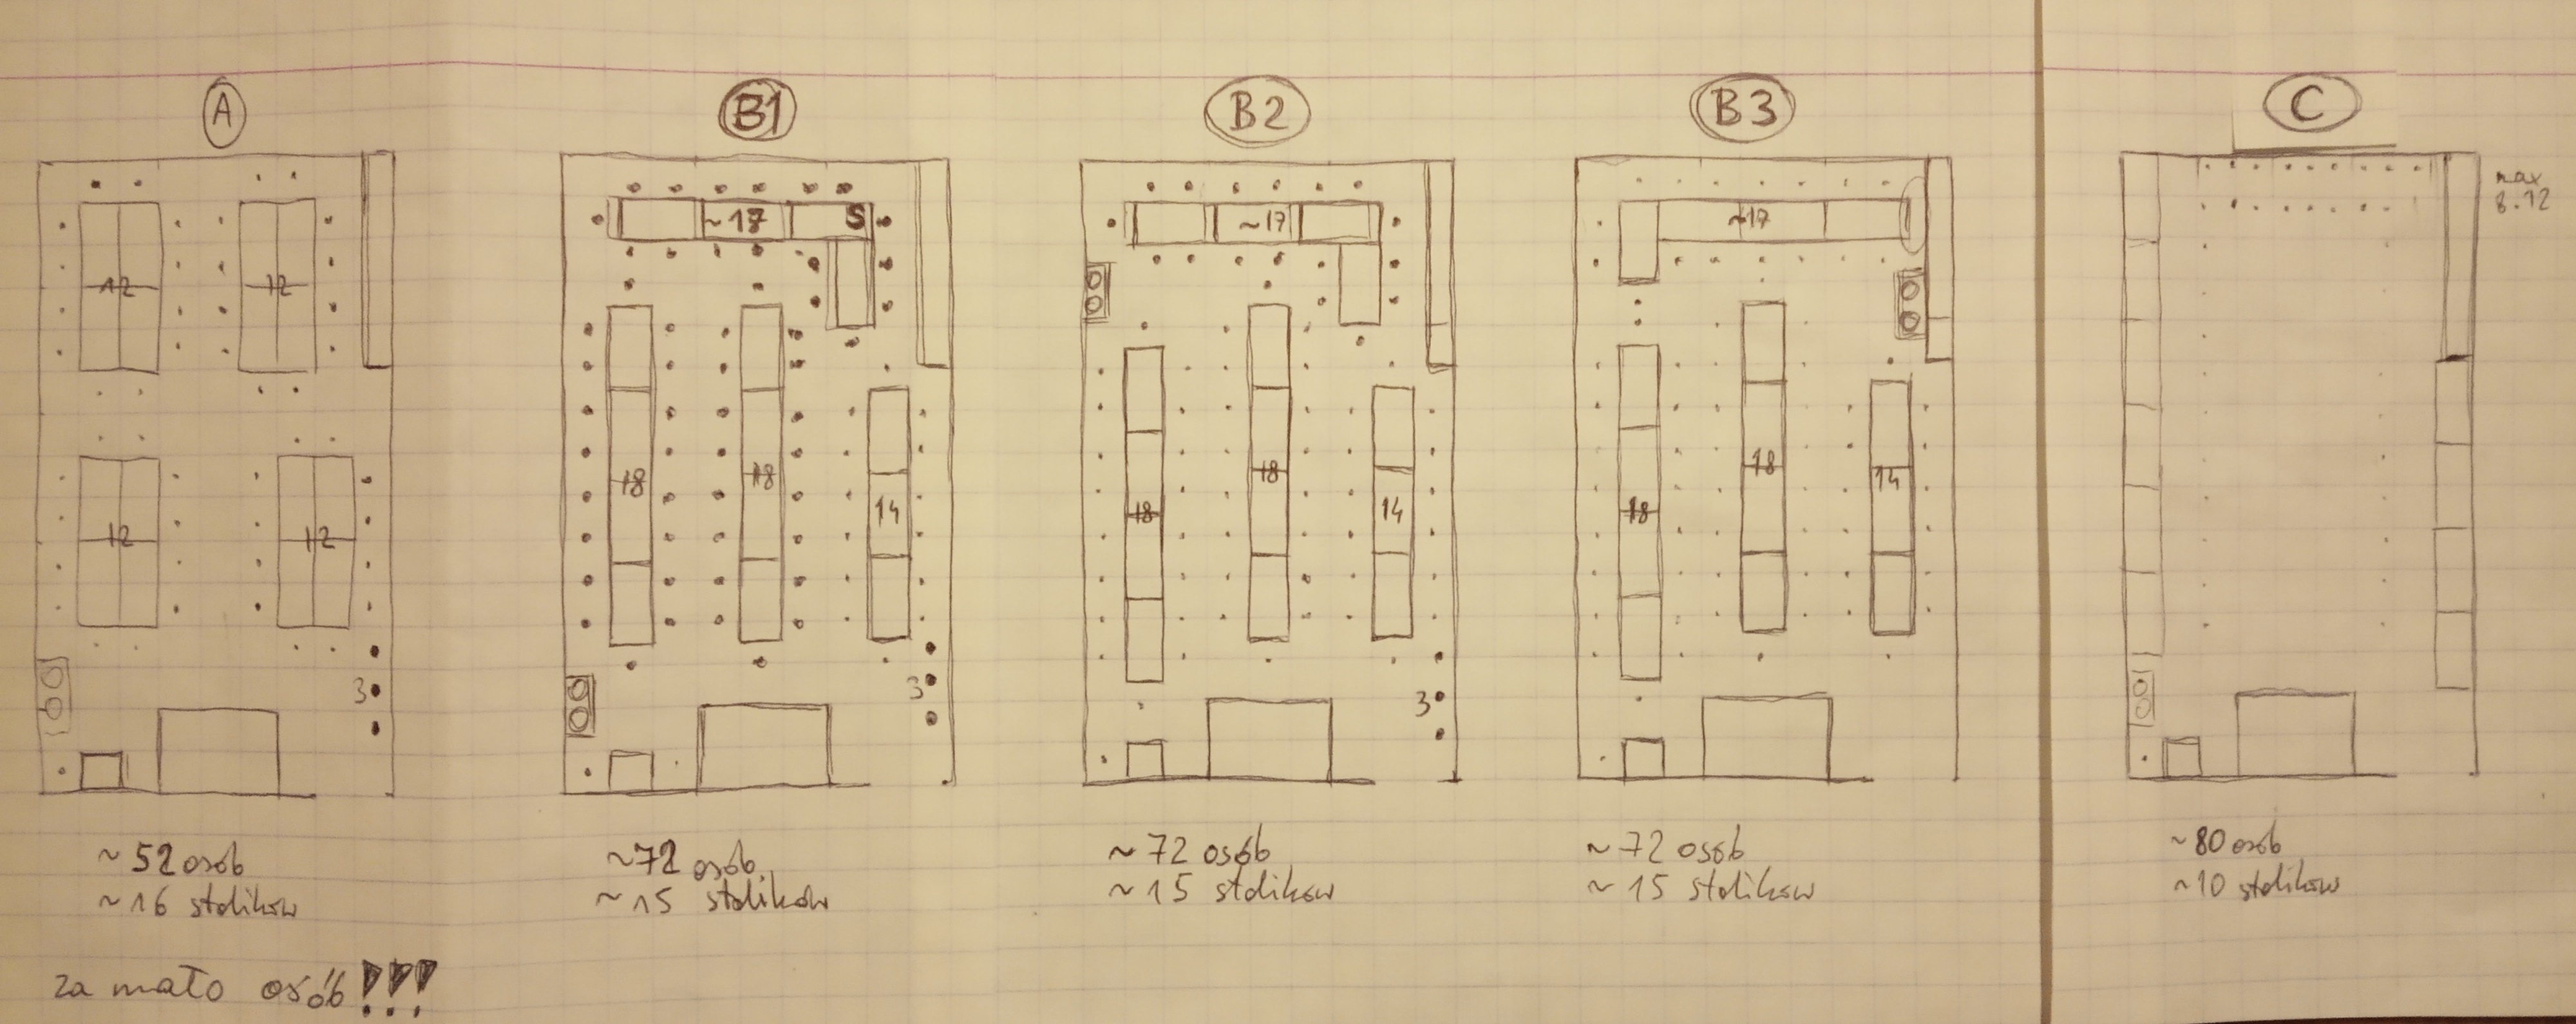 A
12
12
12
12
3
~52 osób
~16 stolików
za mało osób!!!
B1
~17
S
18
18
14
3
~72 osób
~15 stolików
B2
~17
18
18
14
3
~72 osób
~15 stolików
B3
~17
18
18
14
~72 osób
~15 stolików
C
max
8.12
~80 osób
~10 stolików